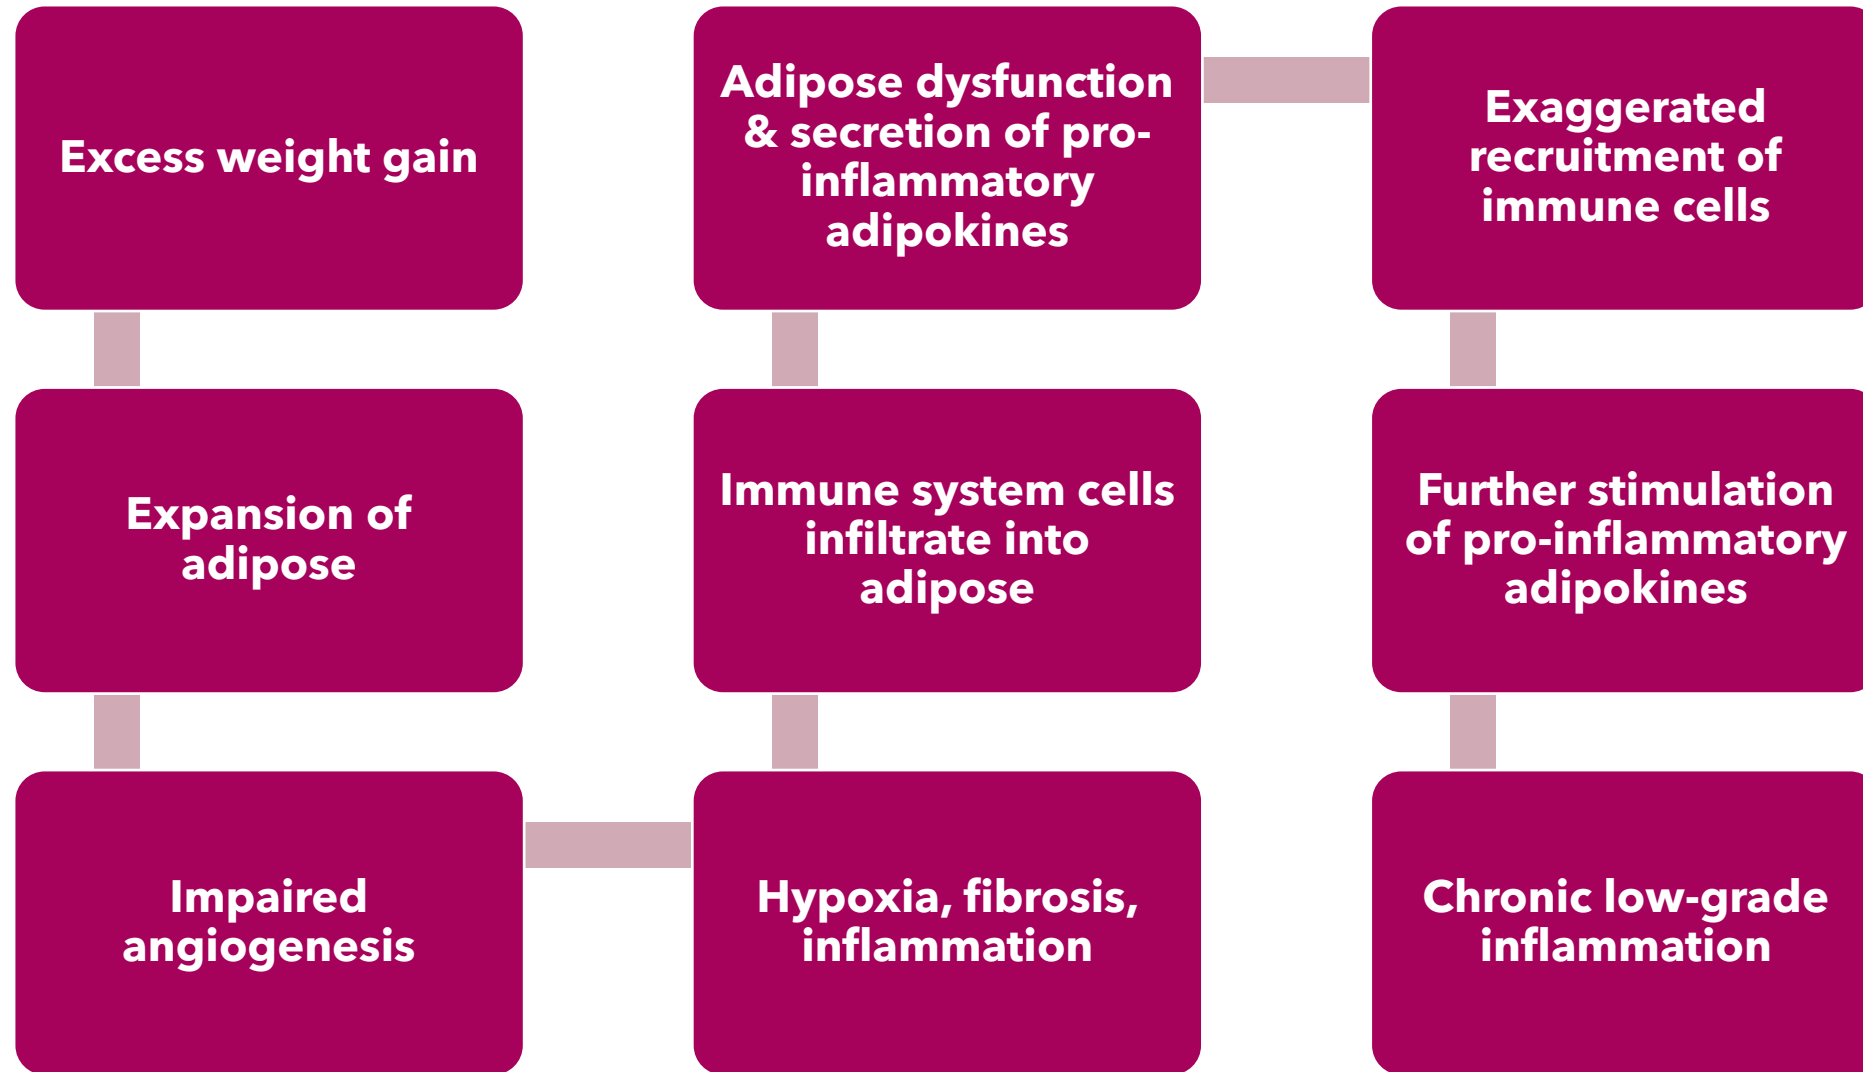 Excess weight gain
Expansion of
adipose
Impaired
angiogenesis
Hypoxia, fibrosis,
inflammation
Immune system cells
infiltrate into
adipose
Adipose dysfunction
& secretion of pro-
inflammatory
adipokines
Exaggerated
recruitment of
immune cells
Further stimulation
of pro-inflammatory
adipokines
Chronic low-grade
inflammation